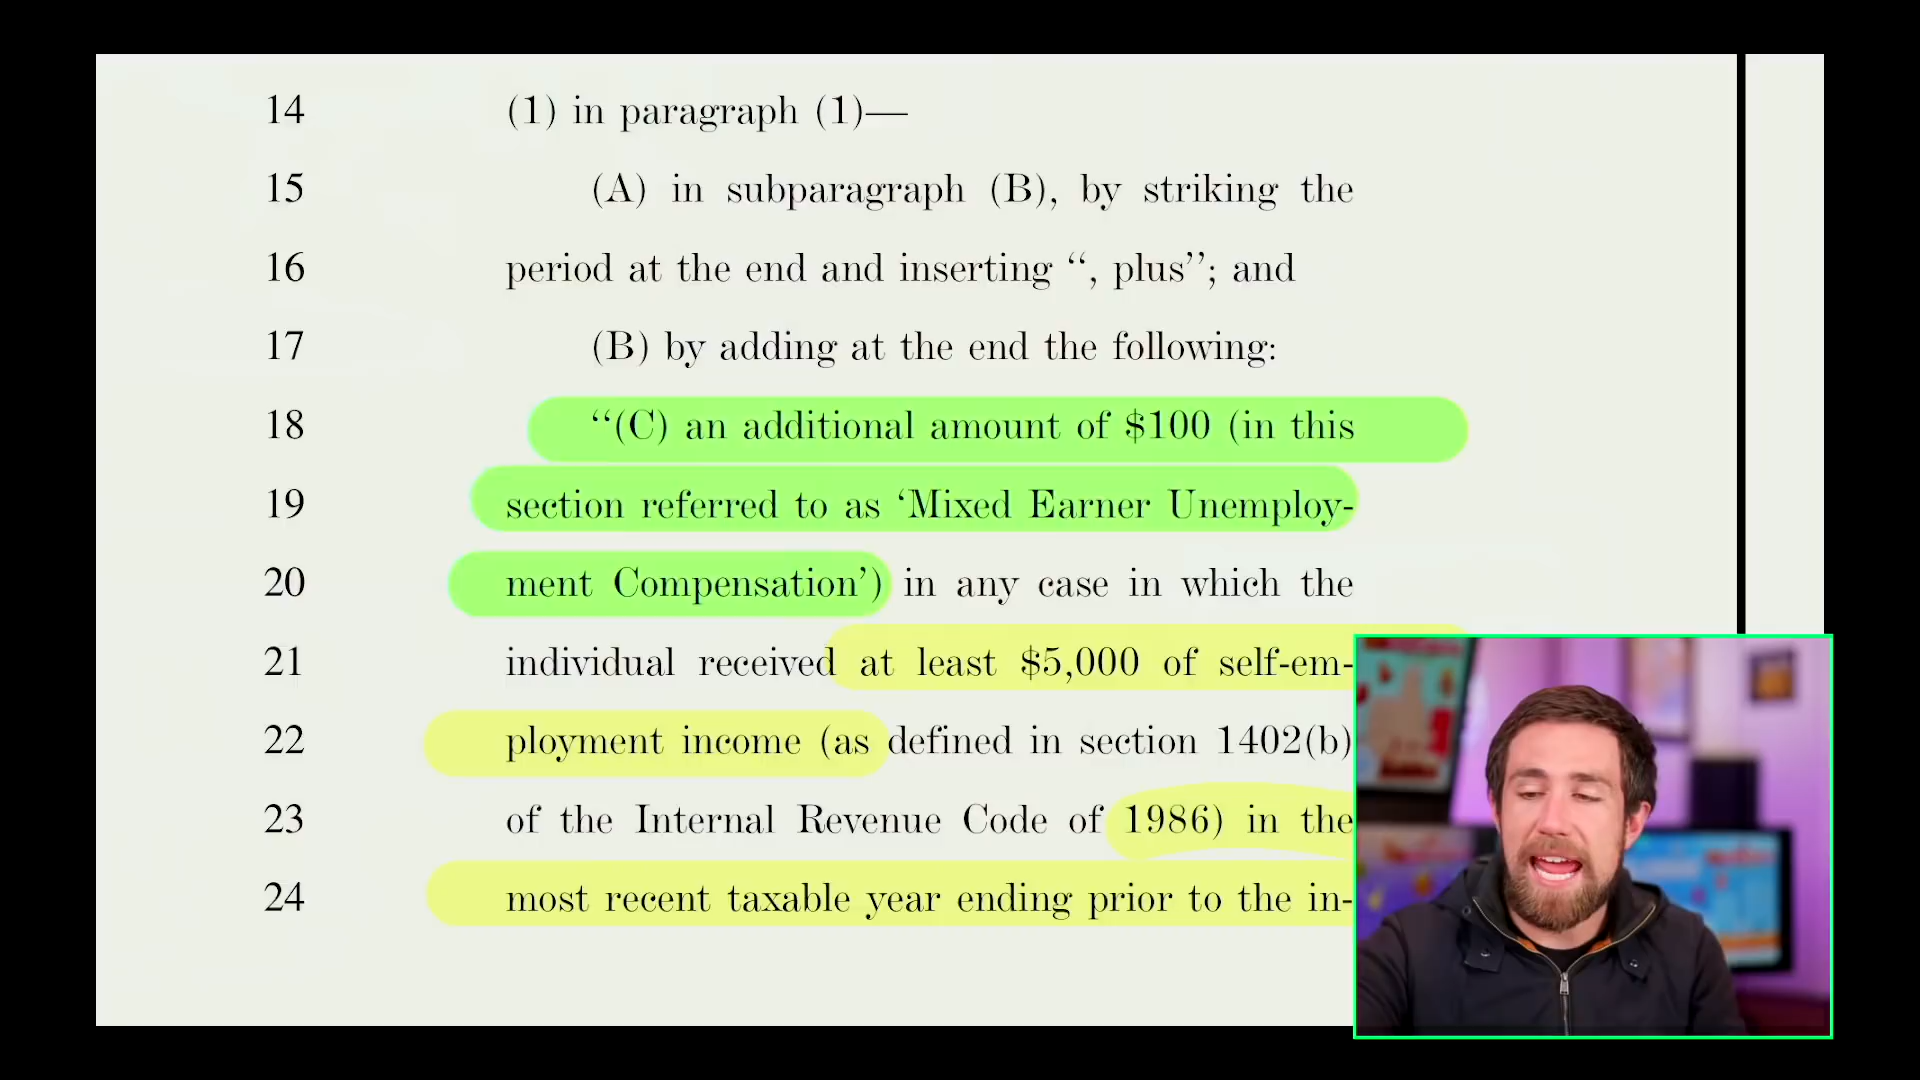 14 (1) in paragraph (1)—
15 (A) in subparagraph (B), by striking the
16 period at the end and inserting ‘‘, plus’’; and
17 (B) by adding at the end the following:
18 ‘‘(C) an additional amount of $100 (in this
19 section referred to as ‘Mixed Earner Unemploy-
20 ment Compensation’) in any case in which the
21 individual received at least $5,000 of self-em-
22 ployment income (as defined in section 1402(b)
23 of the Internal Revenue Code of 1986) in the
24 most recent taxable year ending prior to the in-